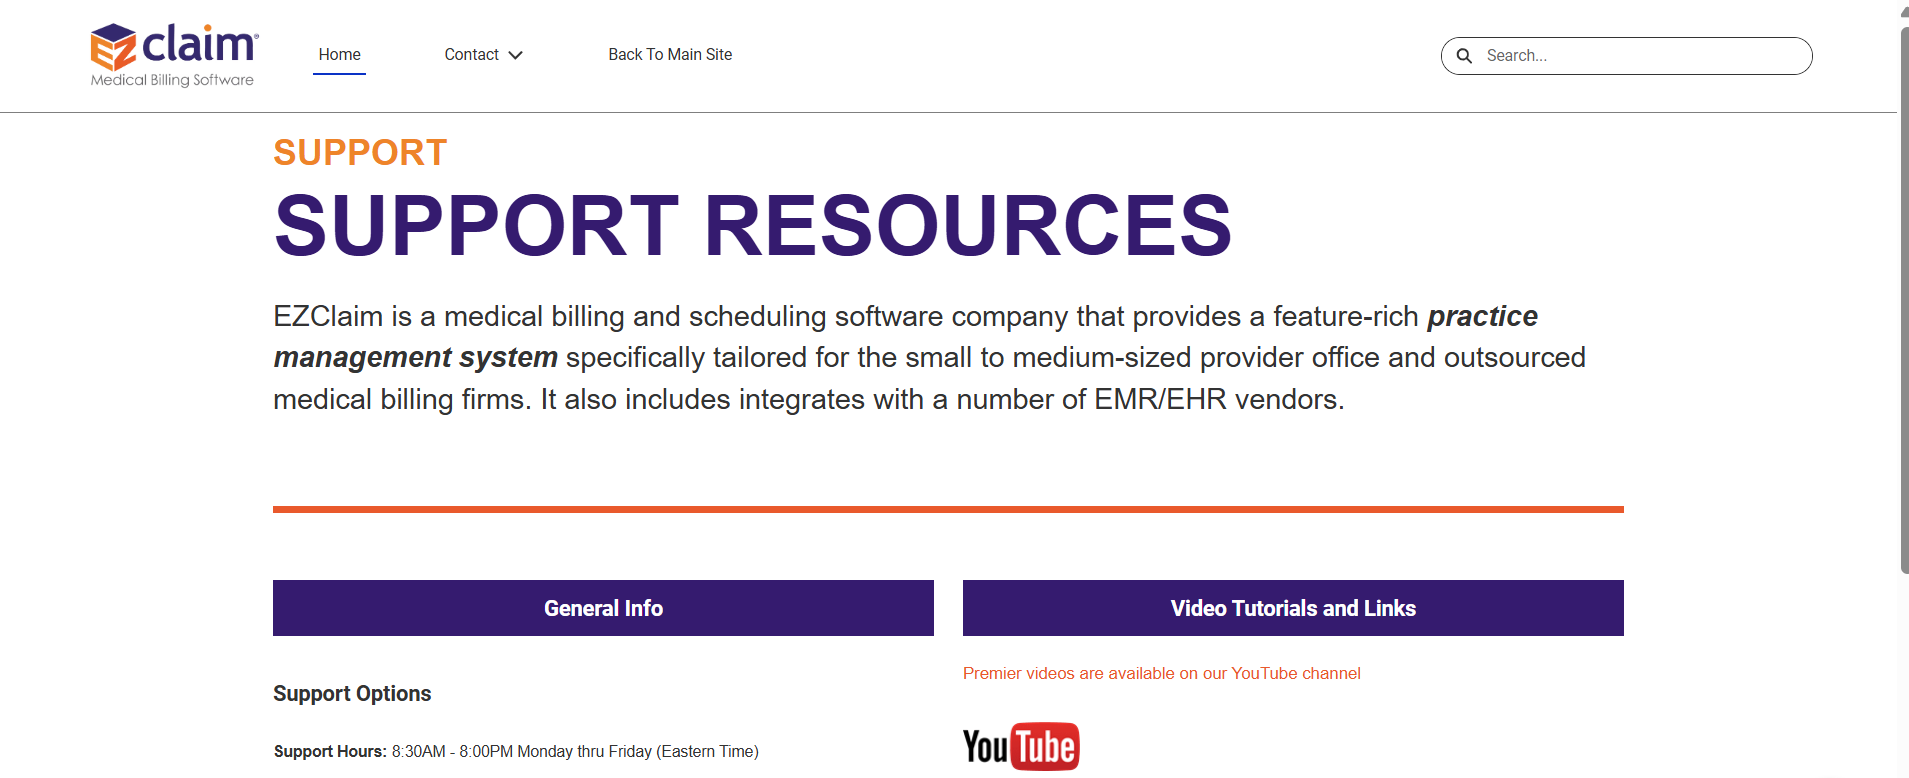 EZclaim®
Medical Billing Software
Home
Contact
Back To Main Site
Search...
SUPPORT
SUPPORT RESOURCES
EZClaim is a medical billing and scheduling software company that provides a feature-rich practice
management system specifically tailored for the small to medium-sized provider office and outsourced
medical billing firms. It also includes integrates with a number of EMR/EHR vendors.
General Info
Support Options
Support Hours: 8:30AM - 8:00PM Monday thru Friday (Eastern Time)
Video Tutorials and Links
Premier videos are available on our YouTube channel
YouTube